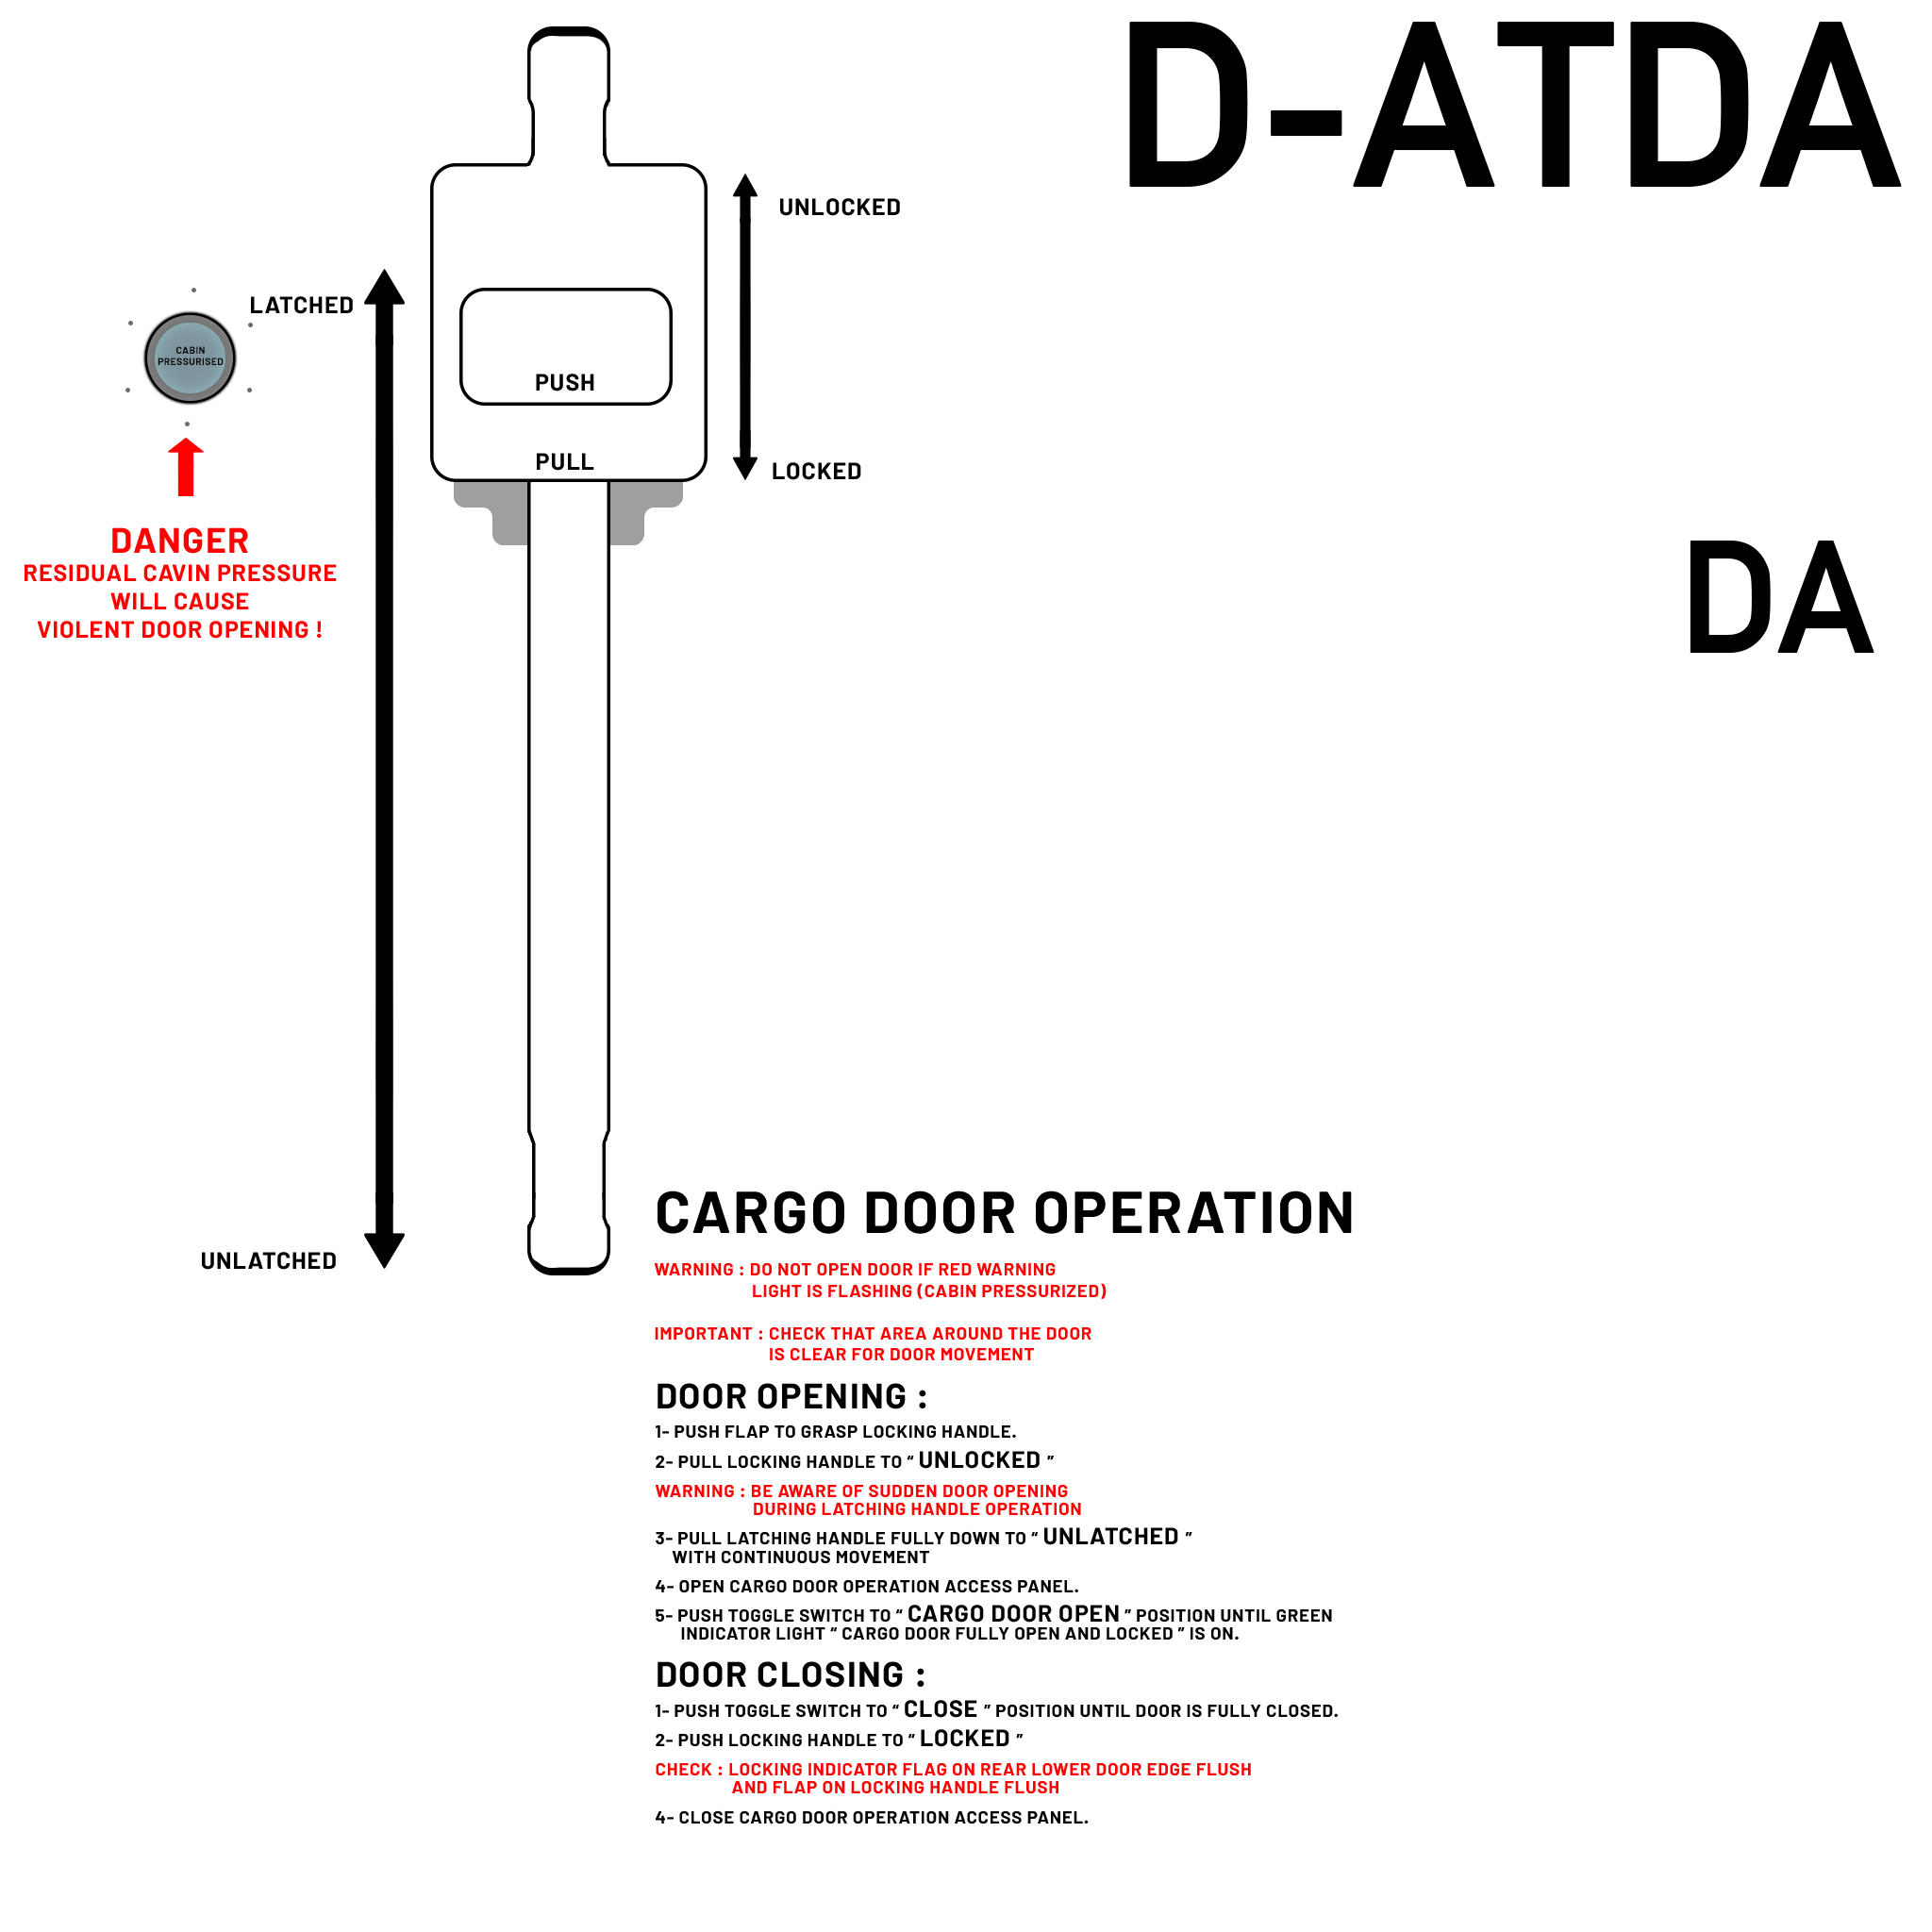 D-ATDA
UNLOCKED
LATCHED
CABIN
PRESSURISED
PUSH
PULL
LOCKED
DANGER
RESIDUAL CAVIN PRESSURE
WILL CAUSE
VIOLENT DOOR OPENING !
DA
UNLATCHED
CARGO DOOR OPERATION
WARNING : DO NOT OPEN DOOR IF RED WARNING
LIGHT IS FLASHING (CABIN PRESSURIZED)
IMPORTANT : CHECK THAT AREA AROUND THE DOOR
IS CLEAR FOR DOOR MOVEMENT
DOOR OPENING :
1- PUSH FLAP TO GRASP LOCKING HANDLE.
2- PULL LOCKING HANDLE TO “ UNLOCKED ”
WARNING : BE AWARE OF SUDDEN DOOR OPENING
DURING LATCHING HANDLE OPERATION
3- PULL LATCHING HANDLE FULLY DOWN TO “ UNLATCHED ”
WITH CONTINUOUS MOVEMENT
4- OPEN CARGO DOOR OPERATION ACCESS PANEL.
5- PUSH TOGGLE SWITCH TO “ CARGO DOOR OPEN ” POSITION UNTIL GREEN
INDICATOR LIGHT “ CARGO DOOR FULLY OPEN AND LOCKED ” IS ON.
DOOR CLOSING :
1- PUSH TOGGLE SWITCH TO “ CLOSE ” POSITION UNTIL DOOR IS FULLY CLOSED.
2- PUSH LOCKING HANDLE TO “ LOCKED ”
CHECK : LOCKING INDICATOR FLAG ON REAR LOWER DOOR EDGE FLUSH
AND FLAP ON LOCKING HANDLE FLUSH
4- CLOSE CARGO DOOR OPERATION ACCESS PANEL.